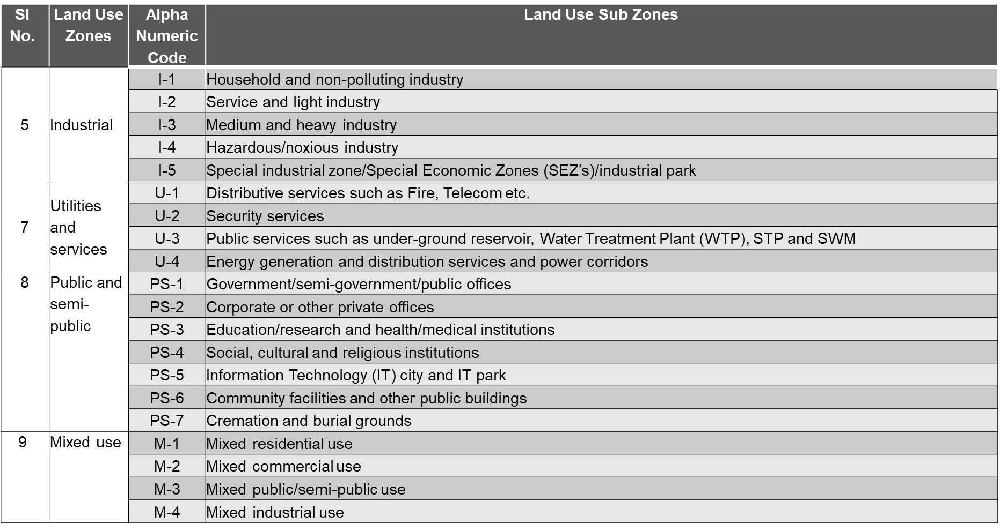 Sl No. Land Use Zones Alpha Numeric Code Land Use Sub Zones
5 Industrial I-1 Household and non-polluting industry
I-2 Service and light industry
I-3 Medium and heavy industry
I-4 Hazardous/noxious industry
I-5 Special industrial zone/Special Economic Zones (SEZ’s)/industrial park
7 Utilities and services U-1 Distributive services such as Fire, Telecom etc.
U-2 Security services
U-3 Public services such as under-ground reservoir, Water Treatment Plant (WTP), STP and SWM
U-4 Energy generation and distribution services and power corridors
8 Public and semi-public PS-1 Government/semi-government/public offices
PS-2 Corporate or other private offices
PS-3 Education/research and health/medical institutions
PS-4 Social, cultural and religious institutions
PS-5 Information Technology (IT) city and IT park
PS-6 Community facilities and other public buildings
PS-7 Cremation and burial grounds
9 Mixed use M-1 Mixed residential use
M-2 Mixed commercial use
M-3 Mixed public/semi-public use
M-4 Mixed industrial use